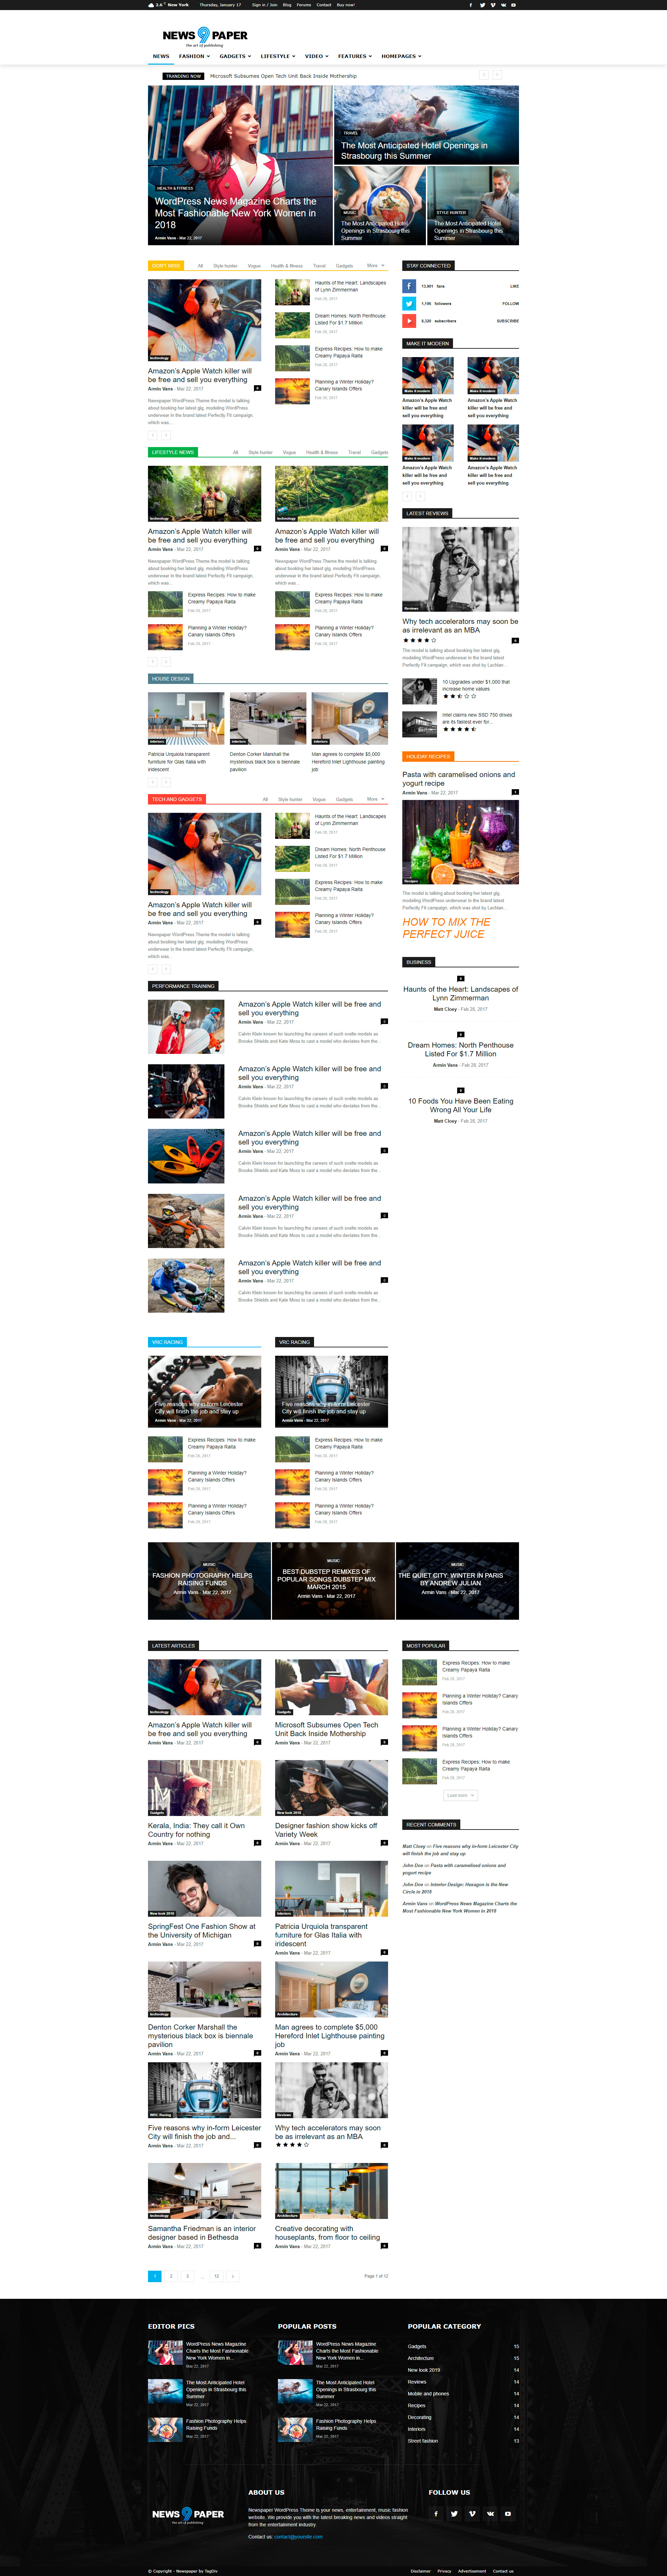 2.6 C New York Thursday, January 17 Sign in / Join Blog Forums Contact Buy now!
NEWS 9 PAPER
the art of publishing
NEWS FASHION GADGETS LIFESTYLE VIDEO FEATURES HOMEPAGES
TRANDING NOW Microsoft Subsumes Open Tech Unit Back Inside Mothership
HEALTH & FITNESS
WordPress News Magazine Charts the
Most Fashionable New York Women in
2018
Armin Vans - Mar 22, 2017
TRAVEL
The Most Anticipated Hotel Openings in
Strasbourg this Summer
MUSIC
The Most Anticipated Hotel
Openings in Strasbourg this
Summer
STYLE HUNTER
The Most Anticipated Hotel
Openings in Strasbourg this
Summer
DON'T MISS All Style hunter Vogue Health & fitness Travel Gadgets More
technology
Amazon's Apple Watch killer will
be free and sell you everything
Armin Vans - Mar 22, 2017
Newspaper WordPress Theme the model is talking
about booking her latest gig, modeling WordPress
underwear in the brand latest Perfectly Fit campaign,
which was...
Haunts of the Heart: Landscapes
of Lynn Zimmerman
Feb 28, 2017
Dream Homes: North Penthouse
Listed For $1.7 Million
Feb 28, 2017
Express Recipes: How to make
Creamy Papaya Raita
Feb 28, 2017
Planning a Winter Holiday?
Canary Islands Offers
Feb 28, 2017
LIFESTYLE NEWS All Style hunter Vogue Health & fitness Travel Gadgets
technology
Amazon's Apple Watch killer will
be free and sell you everything
Armin Vans - Mar 22, 2017
Newspaper WordPress Theme the model is talking
about booking her latest gig, modeling WordPress
underwear in the brand latest Perfectly Fit campaign,
which was...
Express Recipes: How to make
Creamy Papaya Raita
Feb 28, 2017
Planning a Winter Holiday?
Canary Islands Offers
Feb 28, 2017
technology
Amazon's Apple Watch killer will
be free and sell you everything
Armin Vans - Mar 22, 2017
Newspaper WordPress Theme the model is talking
about booking her latest gig, modeling WordPress
underwear in the brand latest Perfectly Fit campaign,
which was...
Express Recipes: How to make
Creamy Papaya Raita
Feb 28, 2017
Planning a Winter Holiday?
Canary Islands Offers
Feb 28, 2017
HOUSE DESIGN
Interiors
Patricia Urquiola transparent
furniture for Glas Italia with
iridescent
Interiors
Denton Corker Marshall the
mysterious black box is biennale
pavilion
Interiors
Man agrees to complete $5,000
Hereford Inlet Lighthouse painting
job
TECH AND GADGETS All Style hunter Vogue Gadgets More
technology
Amazon's Apple Watch killer will
be free and sell you everything
Armin Vans - Mar 22, 2017
Newspaper WordPress Theme the model is talking
about booking her latest gig, modeling WordPress
underwear in the brand latest Perfectly Fit campaign,
which was...
Haunts of the Heart: Landscapes
of Lynn Zimmerman
Feb 28, 2017
Dream Homes: North Penthouse
Listed For $1.7 Million
Feb 28, 2017
Express Recipes: How to make
Creamy Papaya Raita
Feb 28, 2017
Planning a Winter Holiday?
Canary Islands Offers
Feb 28, 2017
PERFORMANCE TRAINING
Amazon's Apple Watch killer will be free and
sell you everything
Armin Vans - Mar 22, 2017
Calvin Klein known for launching the careers of such svelte models as
Brooke Shields and Kate Moss to cast a model who deviates from the...
Amazon's Apple Watch killer will be free and
sell you everything
Armin Vans - Mar 22, 2017
Calvin Klein known for launching the careers of such svelte models as
Brooke Shields and Kate Moss to cast a model who deviates from the...
Amazon's Apple Watch killer will be free and
sell you everything
Armin Vans - Mar 22, 2017
Calvin Klein known for launching the careers of such svelte models as
Brooke Shields and Kate Moss to cast a model who deviates from the...
Amazon's Apple Watch killer will be free and
sell you everything
Armin Vans - Mar 22, 2017
Calvin Klein known for launching the careers of such svelte models as
Brooke Shields and Kate Moss to cast a model who deviates from the...
Amazon's Apple Watch killer will be free and
sell you everything
Armin Vans - Mar 22, 2017
Calvin Klein known for launching the careers of such svelte models as
Brooke Shields and Kate Moss to cast a model who deviates from the...
VRC RACING
Five reasons why in-form Leicester
City will finish the job and stay up
Armin Vans - Mar 22, 2017
Express Recipes: How to make
Creamy Papaya Raita
Feb 28, 2017
Planning a Winter Holiday?
Canary Islands Offers
Feb 28, 2017
Planning a Winter Holiday?
Canary Islands Offers
Feb 28, 2017
VRC RACING
Five reasons why in-form Leicester
City will finish the job and stay up
Armin Vans - Mar 22, 2017
Express Recipes: How to make
Creamy Papaya Raita
Feb 28, 2017
Planning a Winter Holiday?
Canary Islands Offers
Feb 28, 2017
Planning a Winter Holiday?
Canary Islands Offers
Feb 28, 2017
STAY CONNECTED
13,901 fans LIKE
1,195 followers FOLLOW
8,320 subscribers SUBSCRIBE
MAKE IT MODERN
Make it modern
Amazon's Apple Watch
killer will be free and
sell you everything
Make it modern
Amazon's Apple Watch
killer will be free and
sell you everything
Make it modern
Amazon's Apple Watch
killer will be free and
sell you everything
Make it modern
Amazon's Apple Watch
killer will be free and
sell you everything
LATEST REVIEWS
Reviews
Why tech accelerators may soon be
as irrelevant as an MBA
The model is talking about booking her latest gig,
modeling WordPress underwear in the brand latest
Perfectly Fit campaign, which was shot by Lachlan...
10 Upgrades under $1,000 that
increase home values
Intel claims new SSD 750 drives
are its fastest ever for...
HOLIDAY RECIPES
Pasta with caramelised onions and
yogurt recipe
Armin Vans - Mar 22, 2017
Recipes
The model is talking about booking her latest gig,
modeling WordPress underwear in the brand latest
Perfectly Fit campaign, which was shot by Lachlan...
HOW TO MIX THE
PERFECT JUICE
BUSINESS
Haunts of the Heart: Landscapes of
Lynn Zimmerman
Matt Cloey - Feb 28, 2017
Dream Homes: North Penthouse
Listed For $1.7 Million
Armin Vans - Feb 28, 2017
10 Foods You Have Been Eating
Wrong All Your Life
Matt Cloey - Feb 28, 2017
MUSIC
FASHION PHOTOGRAPHY HELPS
RAISING FUNDS
Armin Vans - Mar 22, 2017
MUSIC
BEST DUBSTEP REMIXES OF
POPULAR SONGS DUBSTEP MIX
MARCH 2015
Armin Vans - Mar 22, 2017
MUSIC
THE QUIET CITY: WINTER IN PARIS
BY ANDREW JULIAN
Armin Vans - Mar 22, 2017
LATEST ARTICLES
technology
Amazon's Apple Watch killer will
be free and sell you everything
Armin Vans - Mar 22, 2017
Gadgets
Microsoft Subsumes Open Tech
Unit Back Inside Mothership
Armin Vans - Mar 22, 2017
Gadgets
Kerala, India: They call it Own
Country for nothing
Armin Vans - Mar 22, 2017
New look 2018
Designer fashion show kicks off
Variety Week
Armin Vans - Mar 22, 2017
New look 2018
SpringFest One Fashion Show at
the University of Michigan
Armin Vans - Mar 22, 2017
Interiors
Patricia Urquiola transparent
furniture for Glas Italia with
iridescent
Armin Vans - Mar 22, 2017
technology
Denton Corker Marshall the
mysterious black box is biennale
pavilion
Armin Vans - Mar 22, 2017
Architecture
Man agrees to complete $5,000
Hereford Inlet Lighthouse painting
job
Armin Vans - Mar 22, 2017
WRC Racing
Five reasons why in-form Leicester
City will finish the job and...
Armin Vans - Mar 22, 2017
Reviews
Why tech accelerators may soon
be as irrelevant as an MBA
technology
Samantha Friedman is an interior
designer based in Bethesda
Armin Vans - Mar 22, 2017
Architecture
Creative decorating with
houseplants, from floor to ceiling
Armin Vans - Mar 22, 2017
1 2 3 ... 12 Page 1 of 12
MOST POPULAR
Express Recipes: How to make
Creamy Papaya Raita
Feb 28, 2017
Planning a Winter Holiday? Canary
Islands Offers
Feb 28, 2017
Planning a Winter Holiday? Canary
Islands Offers
Feb 28, 2017
Express Recipes: How to make
Creamy Papaya Raita
Feb 28, 2017
Load more
RECENT COMMENTS
Matt Cloey on Five reasons why in-form Leicester City
will finish the job and stay up
John Doe on Pasta with caramelised onions and
yogurt recipe
John Doe on Interior Design: Hexagon is the New
Circle in 2018
Armin Vans on WordPress News Magazine Charts the
Most Fashionable New York Women in 2018
EDITOR PICS
WordPress News Magazine
Charts the Most Fashionable
New York Women in...
Mar 22, 2017
The Most Anticipated Hotel
Openings in Strasbourg this
Summer
Mar 22, 2017
Fashion Photography Helps
Raising Funds
Mar 22, 2017
POPULAR POSTS
WordPress News Magazine
Charts the Most Fashionable
New York Women in...
Mar 22, 2017
The Most Anticipated Hotel
Openings in Strasbourg this
Summer
Mar 22, 2017
Fashion Photography Helps
Raising Funds
Mar 22, 2017
POPULAR CATEGORY
Gadgets 15
Architecture 15
New look 2019 14
Reviews 14
Mobile and phones 14
Recipes 14
Decorating 14
Interiors 14
Street fashion 13
NEWS 9 PAPER
the art of publishing
ABOUT US
Newspaper WordPress Theme is your news, entertainment, music fashion
website. We provide you with the latest breaking news and videos straight
from the entertainment industry.
Contact us: contact@yoursite.com
FOLLOW US
© Copyright - Newspaper by TagDiv
Disclaimer Privacy Advertisement Contact us